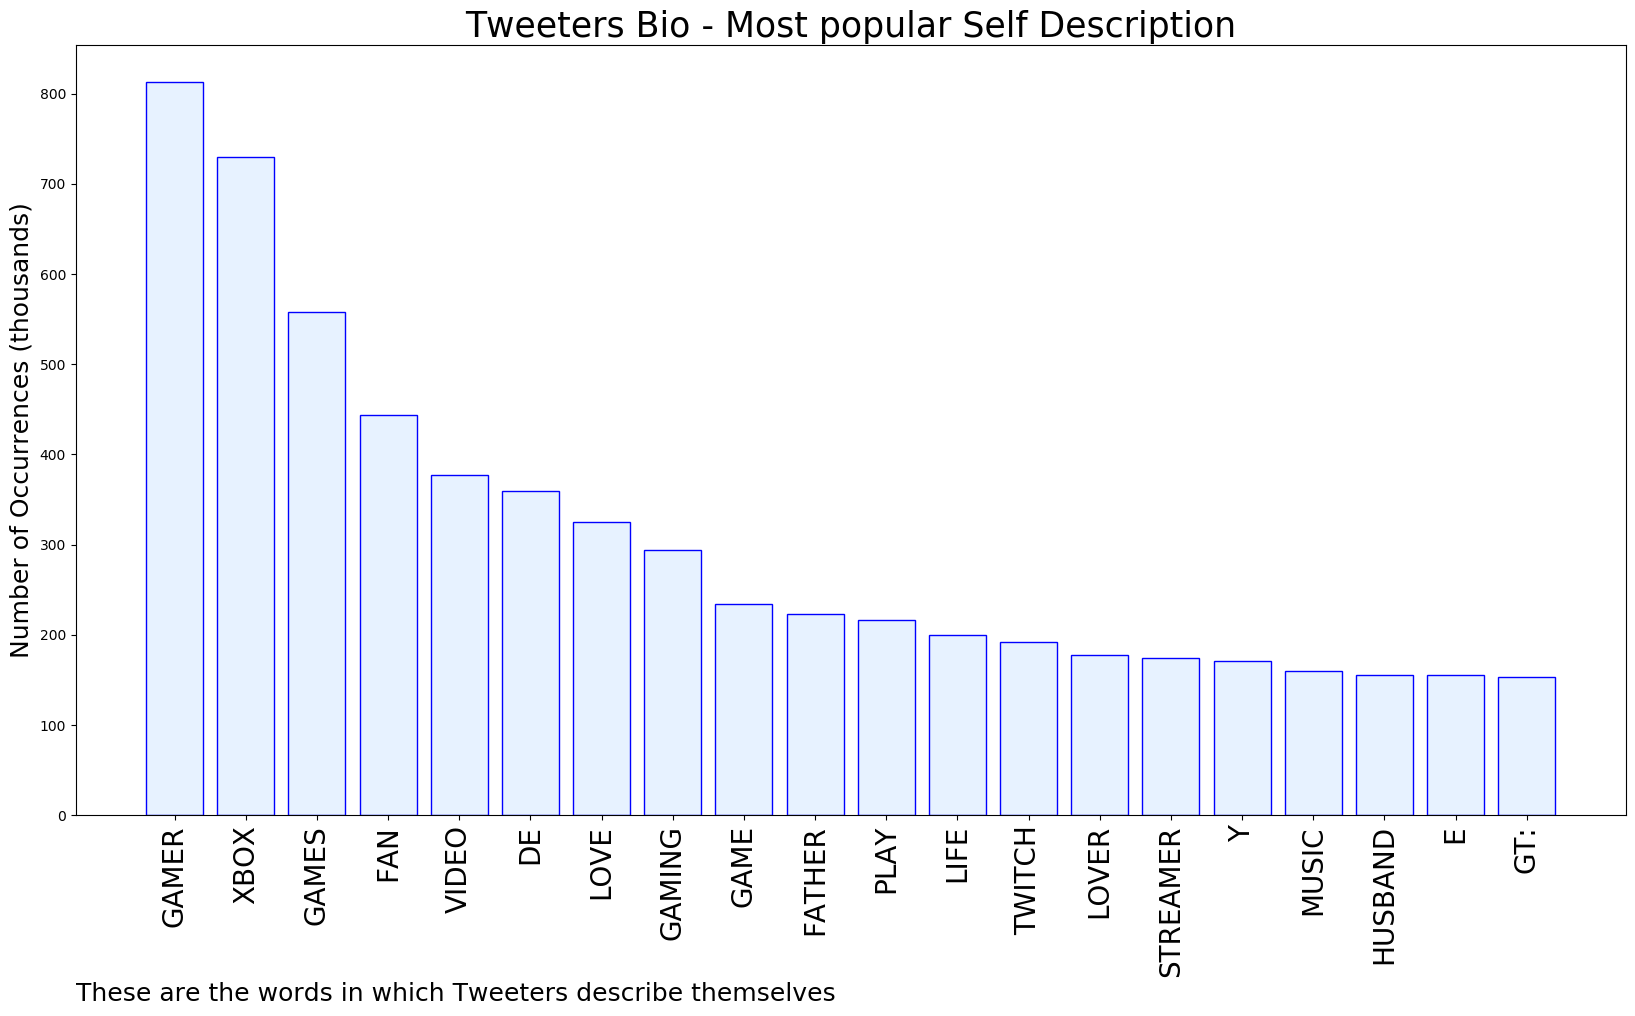 Tweeters Bio - Most popular Self Description
Number of Occurrences (thousands)
800
700
600
500
400
300
200
100
0
GAMER
XBOX
GAMES
FAN
VIDEO
DE
LOVE
GAMING
GAME
FATHER
PLAY
LIFE
TWITCH
LOVER
STREAMER
Y
MUSIC
HUSBAND
E
GT:
These are the words in which Tweeters describe themselves